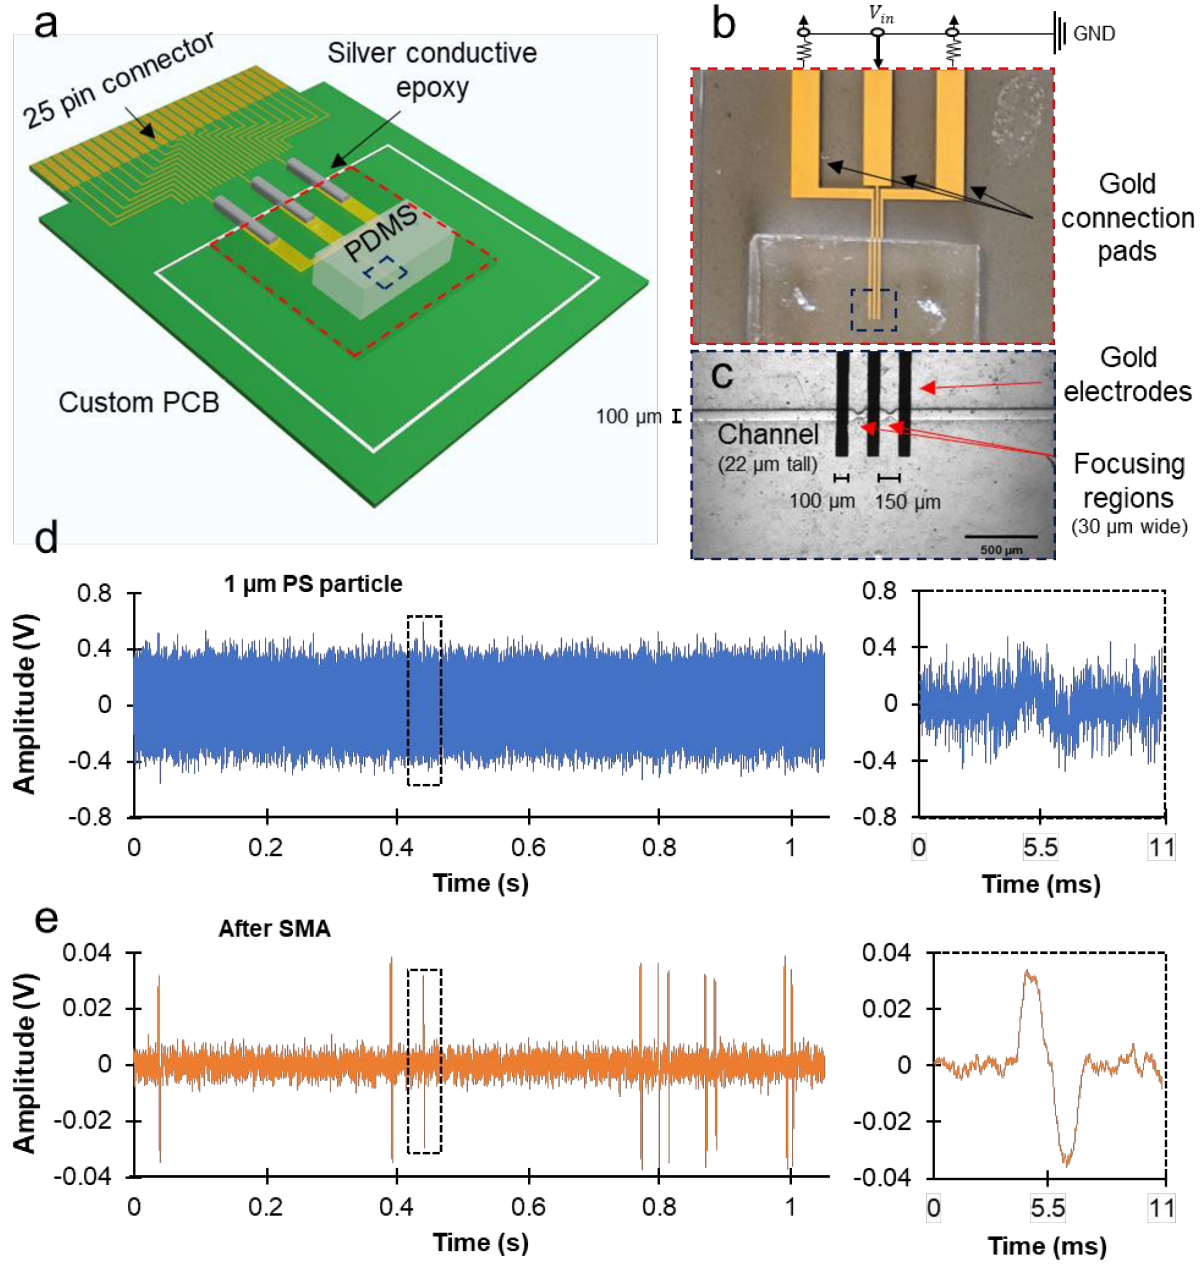 a
25 pin connector
Silver conductive
epoxy
PDMS
Custom PCB
b
Vin
GND
Gold
connection
pads
c
Gold
electrodes
100 µm
Channel
(22 µm tall)
100 µm
150 µm
Focusing
regions
(30 µm wide)
500 µm
d
1 µm PS particle
Amplitude (V)
0.8
0.4
0
-0.4
-0.8
0
0.2
0.4
0.6
0.8
1
Time (s)
0.8
0.4
0
-0.4
-0.8
0
5.5
11
Time (ms)
e
After SMA
Amplitude (V)
0.04
0.02
0
-0.02
-0.04
0
0.2
0.4
0.6
0.8
1
Time (s)
0.04
0.02
0
-0.02
-0.04
0
5.5
11
Time (ms)